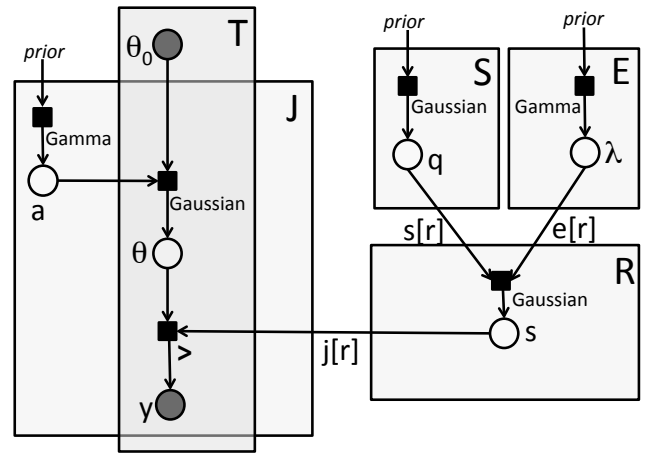 prior
Gamma
a
J
T
θ₀
Gaussian
θ
>
y
prior
S
Gaussian
q
prior
E
Gamma
λ
s[r]
e[r]
R
Gaussian
s
j[r]